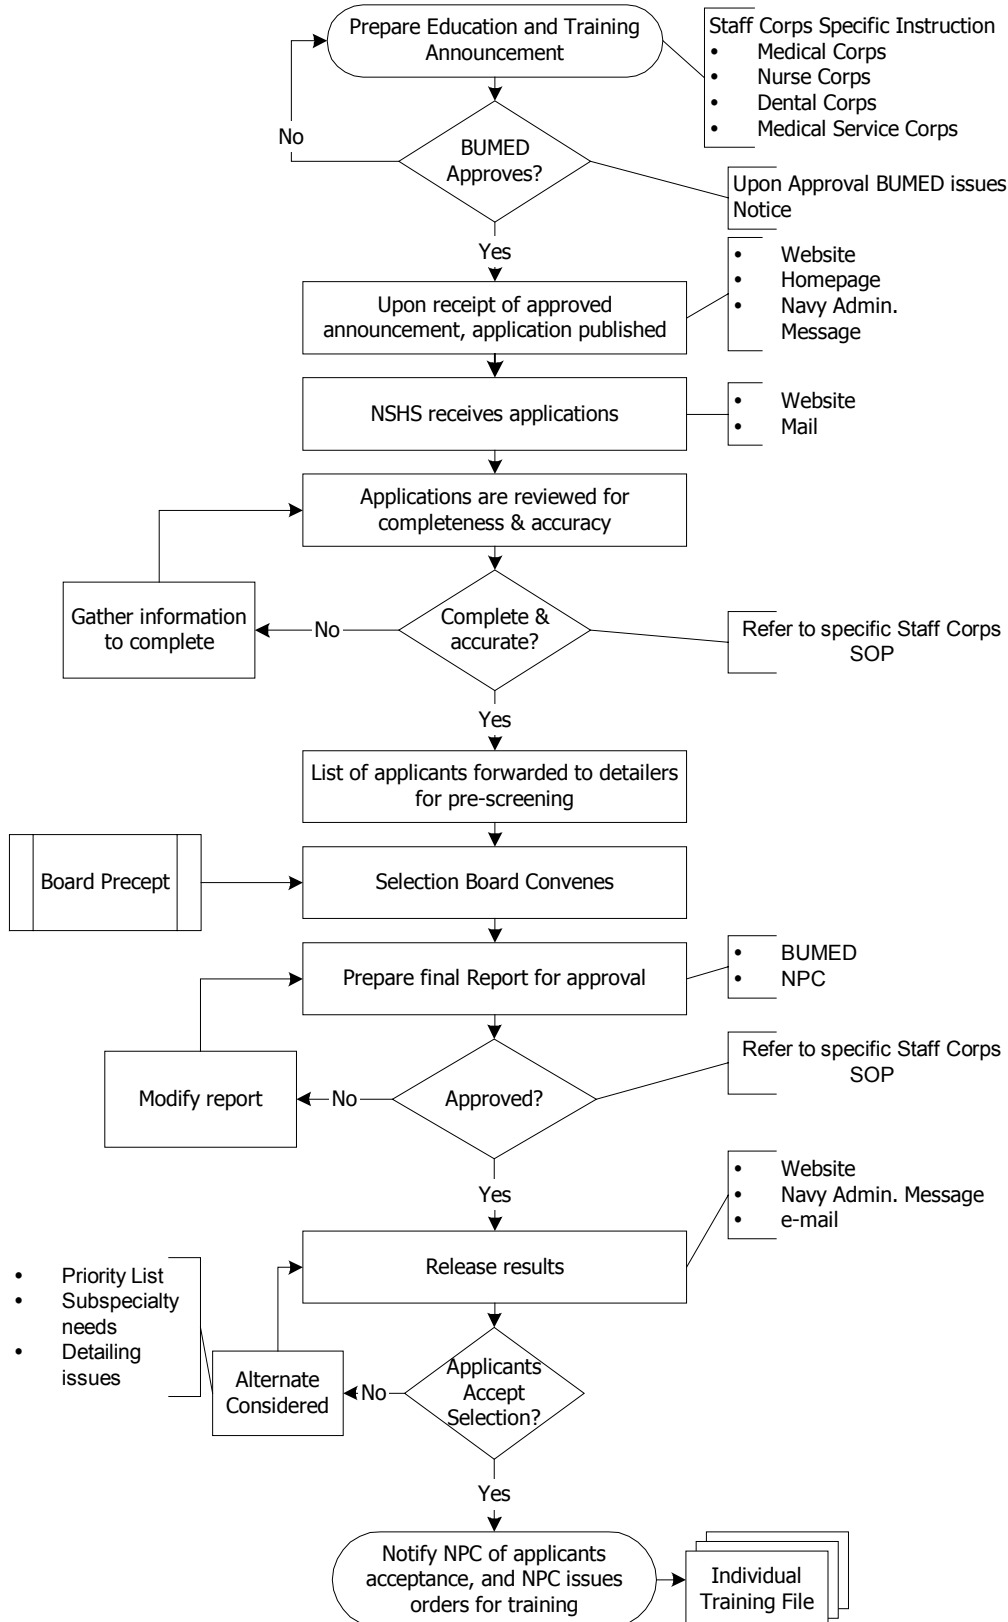 Prepare Education and Training
Announcement
Staff Corps Specific Instruction
• Medical Corps
• Nurse Corps
• Dental Corps
• Medical Service Corps
No
BUMED
Approves?
Upon Approval BUMED issues
Notice
Yes
• Website
• Homepage
• Navy Admin.
Message
Upon receipt of approved
announcement, application published
NSHS receives applications
• Website
• Mail
Applications are reviewed for
completeness & accuracy
Gather information
to complete
No
Complete &
accurate?
Refer to specific Staff Corps
SOP
Yes
List of applicants forwarded to detailers
for pre-screening
Board Precept
Selection Board Convenes
Prepare final Report for approval
• BUMED
• NPC
Modify report
No
Approved?
Refer to specific Staff Corps
SOP
Yes
• Website
• Navy Admin. Message
• e-mail
Release results
• Priority List
• Subspecialty
needs
• Detailing
issues
Alternate
Considered
No
Applicants
Accept
Selection?
Yes
Notify NPC of applicants
acceptance, and NPC issues
orders for training
Individual
Training File